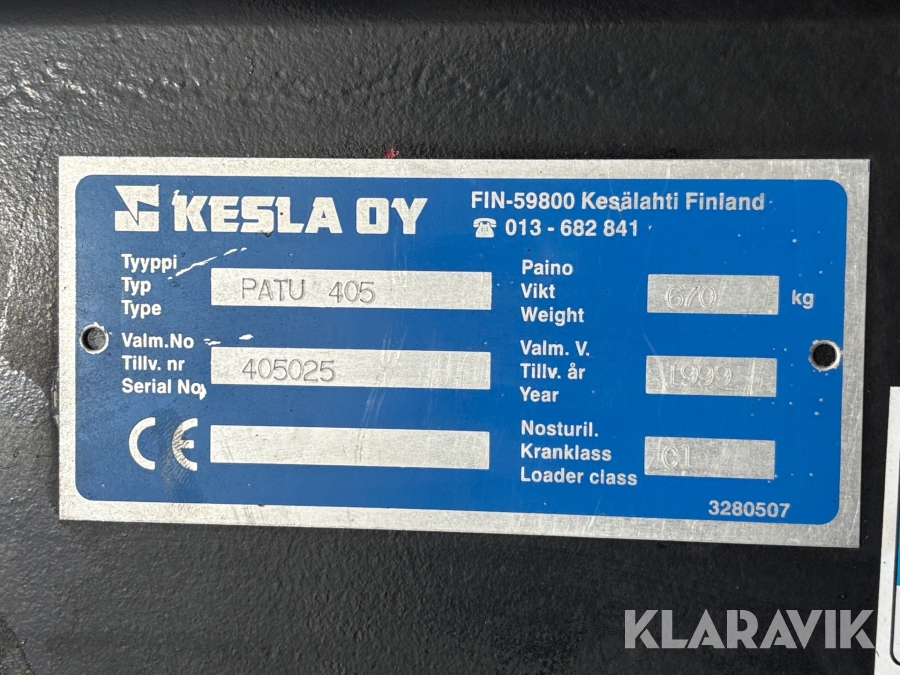 KESLA OY
FIN-59800 Kesälahti Finland
☎ 013 - 682 841
Tyyppi
Typ
Type
PATU 405
Paino
Vikt
Weight
670 kg
Valm.No
Tillv. nr
Serial No
405025
Valm. V.
Tillv. år
Year
1999
CE
Nosturil.
Kranklass
Loader class
C1
3280507
KLARAVIK